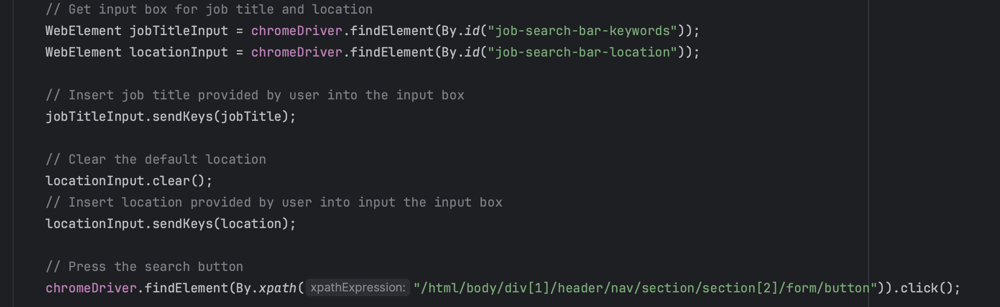 // Get input box for job title and location
WebElement jobTitleInput = chromeDriver.findElement(By.id("job-search-bar-keywords"));
WebElement locationInput = chromeDriver.findElement(By.id("job-search-bar-location"));
// Insert job title provided by user into the input box
jobTitleInput.sendKeys(jobTitle);
// Clear the default location
locationInput.clear();
// Insert location provided by user into input the input box
locationInput.sendKeys(location);
// Press the search button
chromeDriver.findElement(By.xpath( xpathExpression: "/html/body/div[1]/header/nav/section/section[2]/form/button")).click();